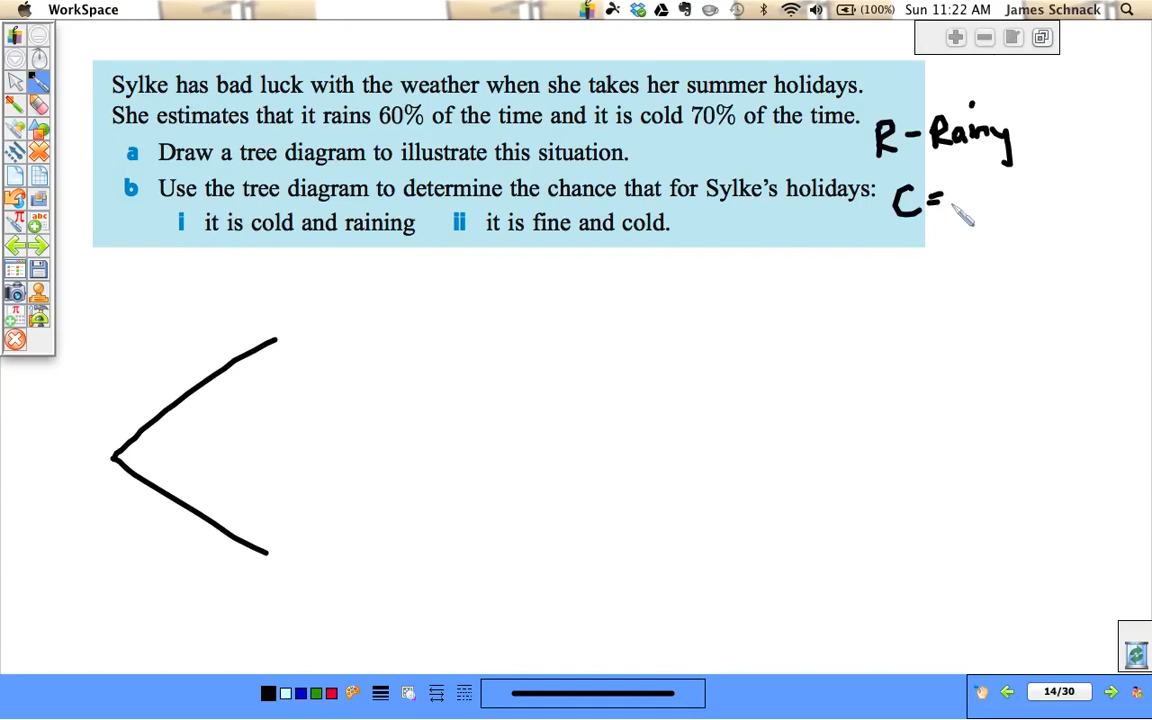 WorkSpace (100%) Sun 11:22 AM James Schnack
Sylke has bad luck with the weather when she takes her summer holidays.
She estimates that it rains 60% of the time and it is cold 70% of the time.
a Draw a tree diagram to illustrate this situation.
b Use the tree diagram to determine the chance that for Sylke's holidays:
i it is cold and raining ii it is fine and cold.
R - Rainy
C =
14/30